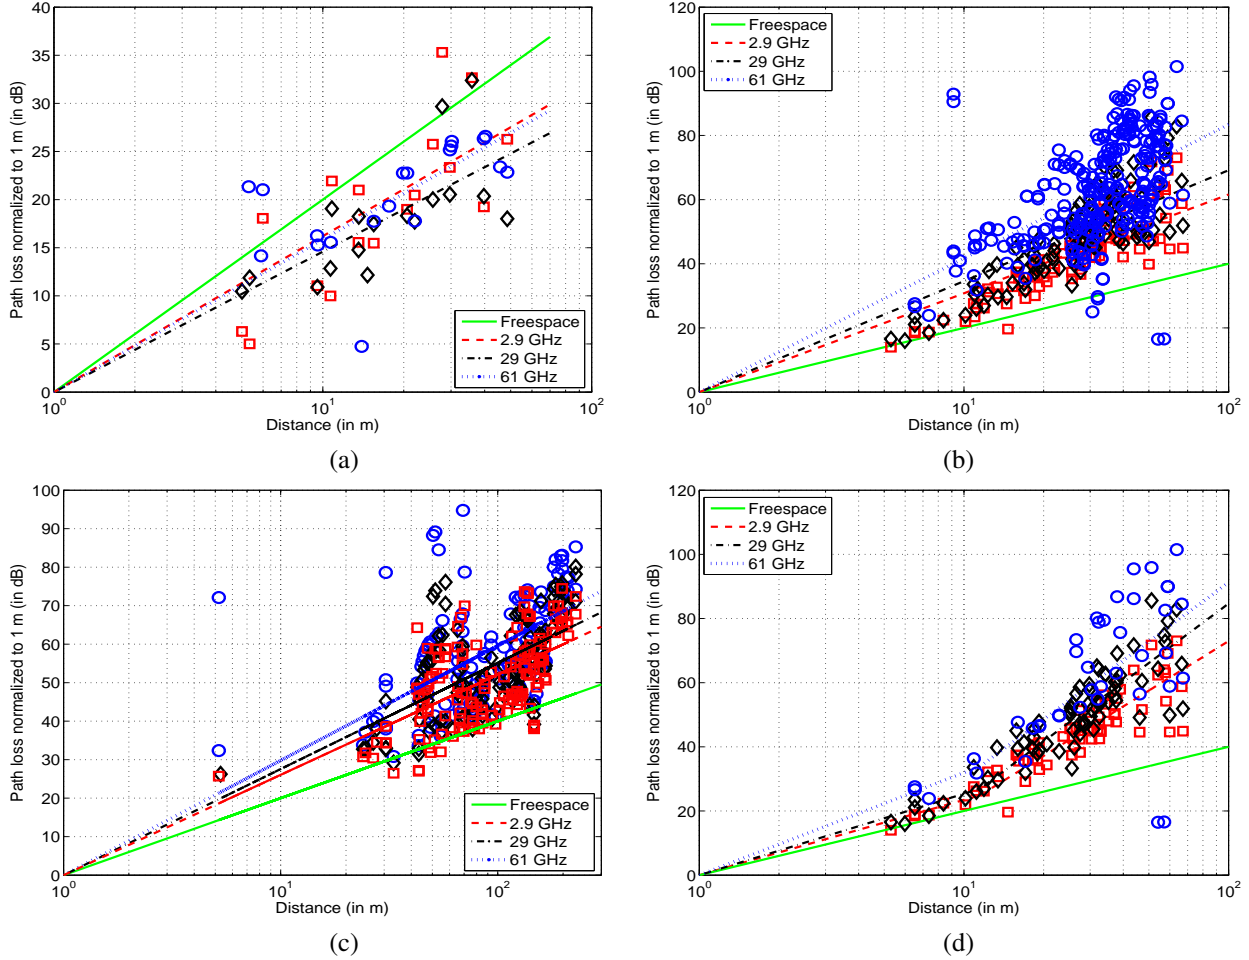 40
35
30
25
20
15
10
5
0
Path loss normalized to 1 m (in dB)
10^0
10^1
10^2
Distance (in m)
Freespace
2.9 GHz
29 GHz
61 GHz
(a)
120
100
80
60
40
20
0
Path loss normalized to 1 m (in dB)
10^0
10^1
10^2
Distance (in m)
Freespace
2.9 GHz
29 GHz
61 GHz
(b)
100
90
80
70
60
50
40
30
20
10
0
Path loss normalized to 1 m (in dB)
10^0
10^1
10^2
Distance (in m)
Freespace
2.9 GHz
29 GHz
61 GHz
(c)
120
100
80
60
40
20
0
Path loss normalized to 1 m (in dB)
10^0
10^1
10^2
Distance (in m)
Freespace
2.9 GHz
29 GHz
61 GHz
(d)